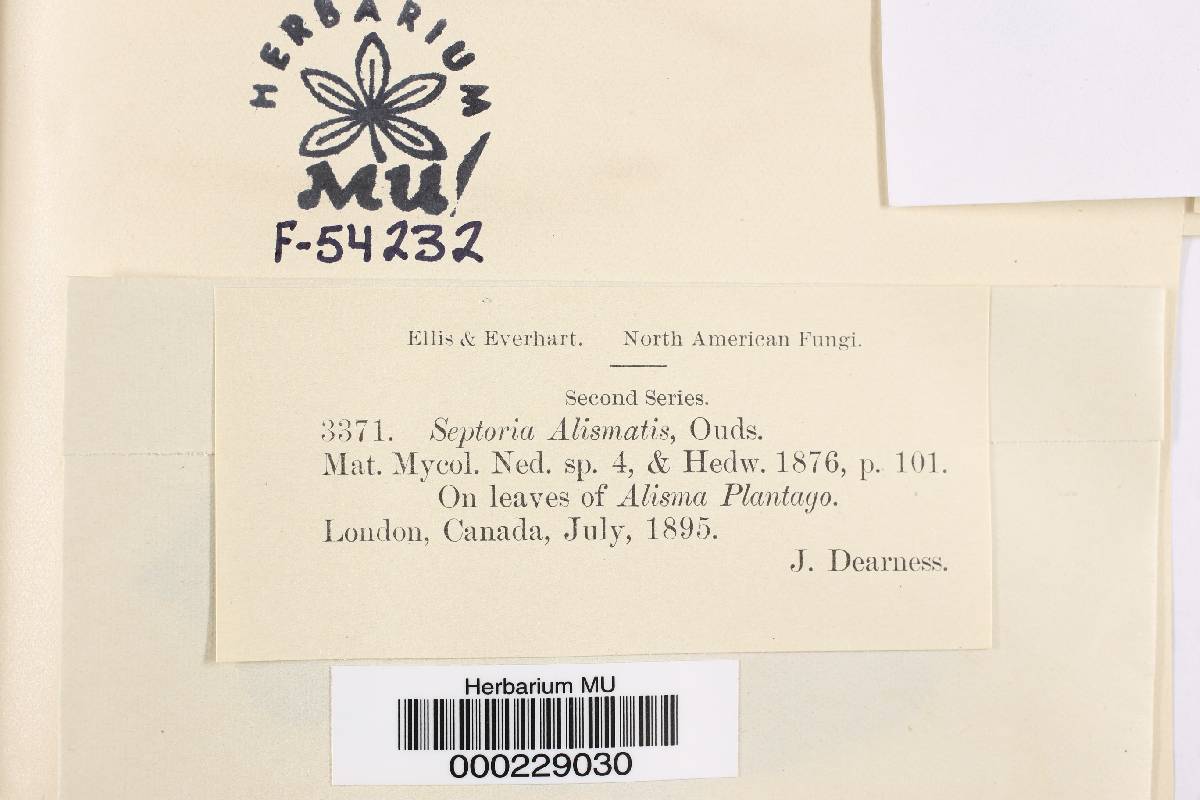 HERBARIUM
MU
F-54232
Ellis & Everhart. North American Fungi.
Second Series.
3371. Septoria Alismatis, Ouds.
Mat. Mycol. Ned. sp. 4, & Hedw. 1876, p. 101.
On leaves of Alisma Plantago.
London, Canada, July, 1895.
J. Dearness.
Herbarium MU
000229030